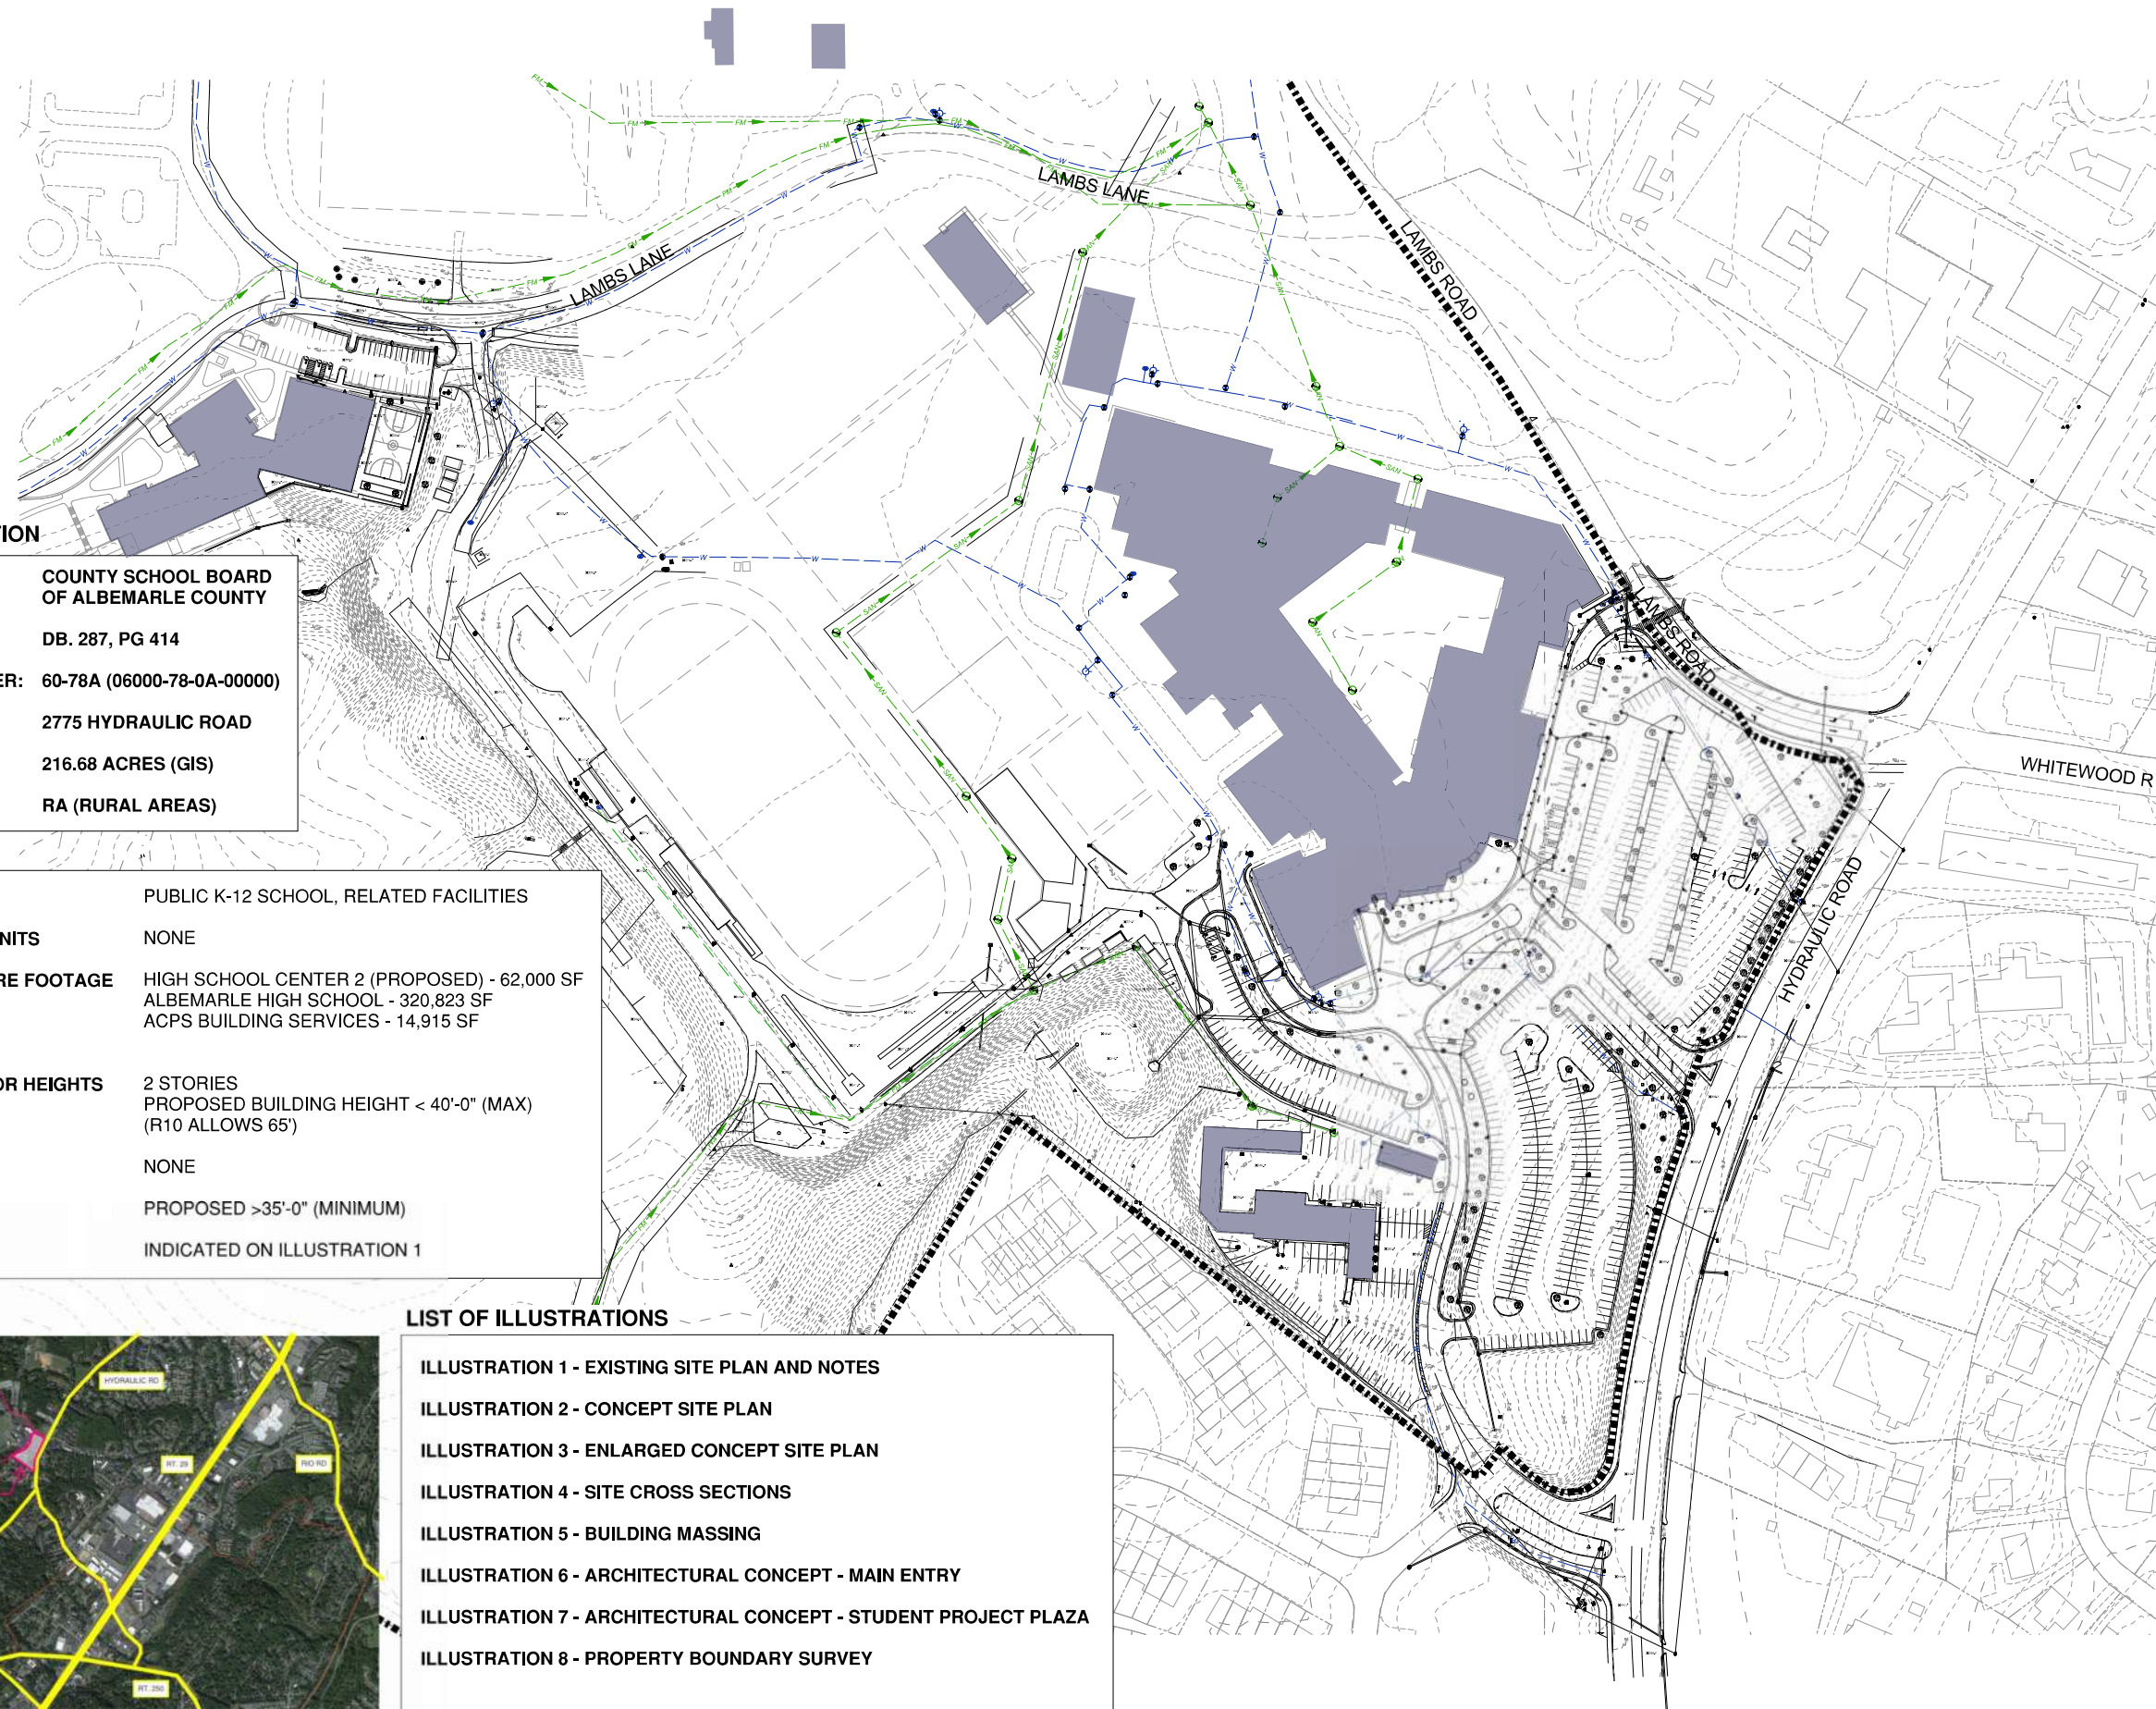 LAMBS LANE
LAMBS LANE
LAMBS ROAD
LAMBS ROAD
WHITEWOOD R
HYDRAULIC ROAD
TION
COUNTY SCHOOL BOARD
OF ALBEMARLE COUNTY
DB. 287, PG 414
ER: 60-78A (06000-78-0A-00000)
2775 HYDRAULIC ROAD
216.68 ACRES (GIS)
RA (RURAL AREAS)
PUBLIC K-12 SCHOOL, RELATED FACILITIES
NITS NONE
RE FOOTAGE HIGH SCHOOL CENTER 2 (PROPOSED) - 62,000 SF
ALBEMARLE HIGH SCHOOL - 320,823 SF
ACPS BUILDING SERVICES - 14,915 SF
OR HEIGHTS 2 STORIES
PROPOSED BUILDING HEIGHT < 40'-0" (MAX)
(R10 ALLOWS 65')
NONE
PROPOSED >35'-0" (MINIMUM)
INDICATED ON ILLUSTRATION 1
HYDRAULIC RD
RT. 29
RIO RD
RT. 250
LIST OF ILLUSTRATIONS
ILLUSTRATION 1 - EXISTING SITE PLAN AND NOTES
ILLUSTRATION 2 - CONCEPT SITE PLAN
ILLUSTRATION 3 - ENLARGED CONCEPT SITE PLAN
ILLUSTRATION 4 - SITE CROSS SECTIONS
ILLUSTRATION 5 - BUILDING MASSING
ILLUSTRATION 6 - ARCHITECTURAL CONCEPT - MAIN ENTRY
ILLUSTRATION 7 - ARCHITECTURAL CONCEPT - STUDENT PROJECT PLAZA
ILLUSTRATION 8 - PROPERTY BOUNDARY SURVEY